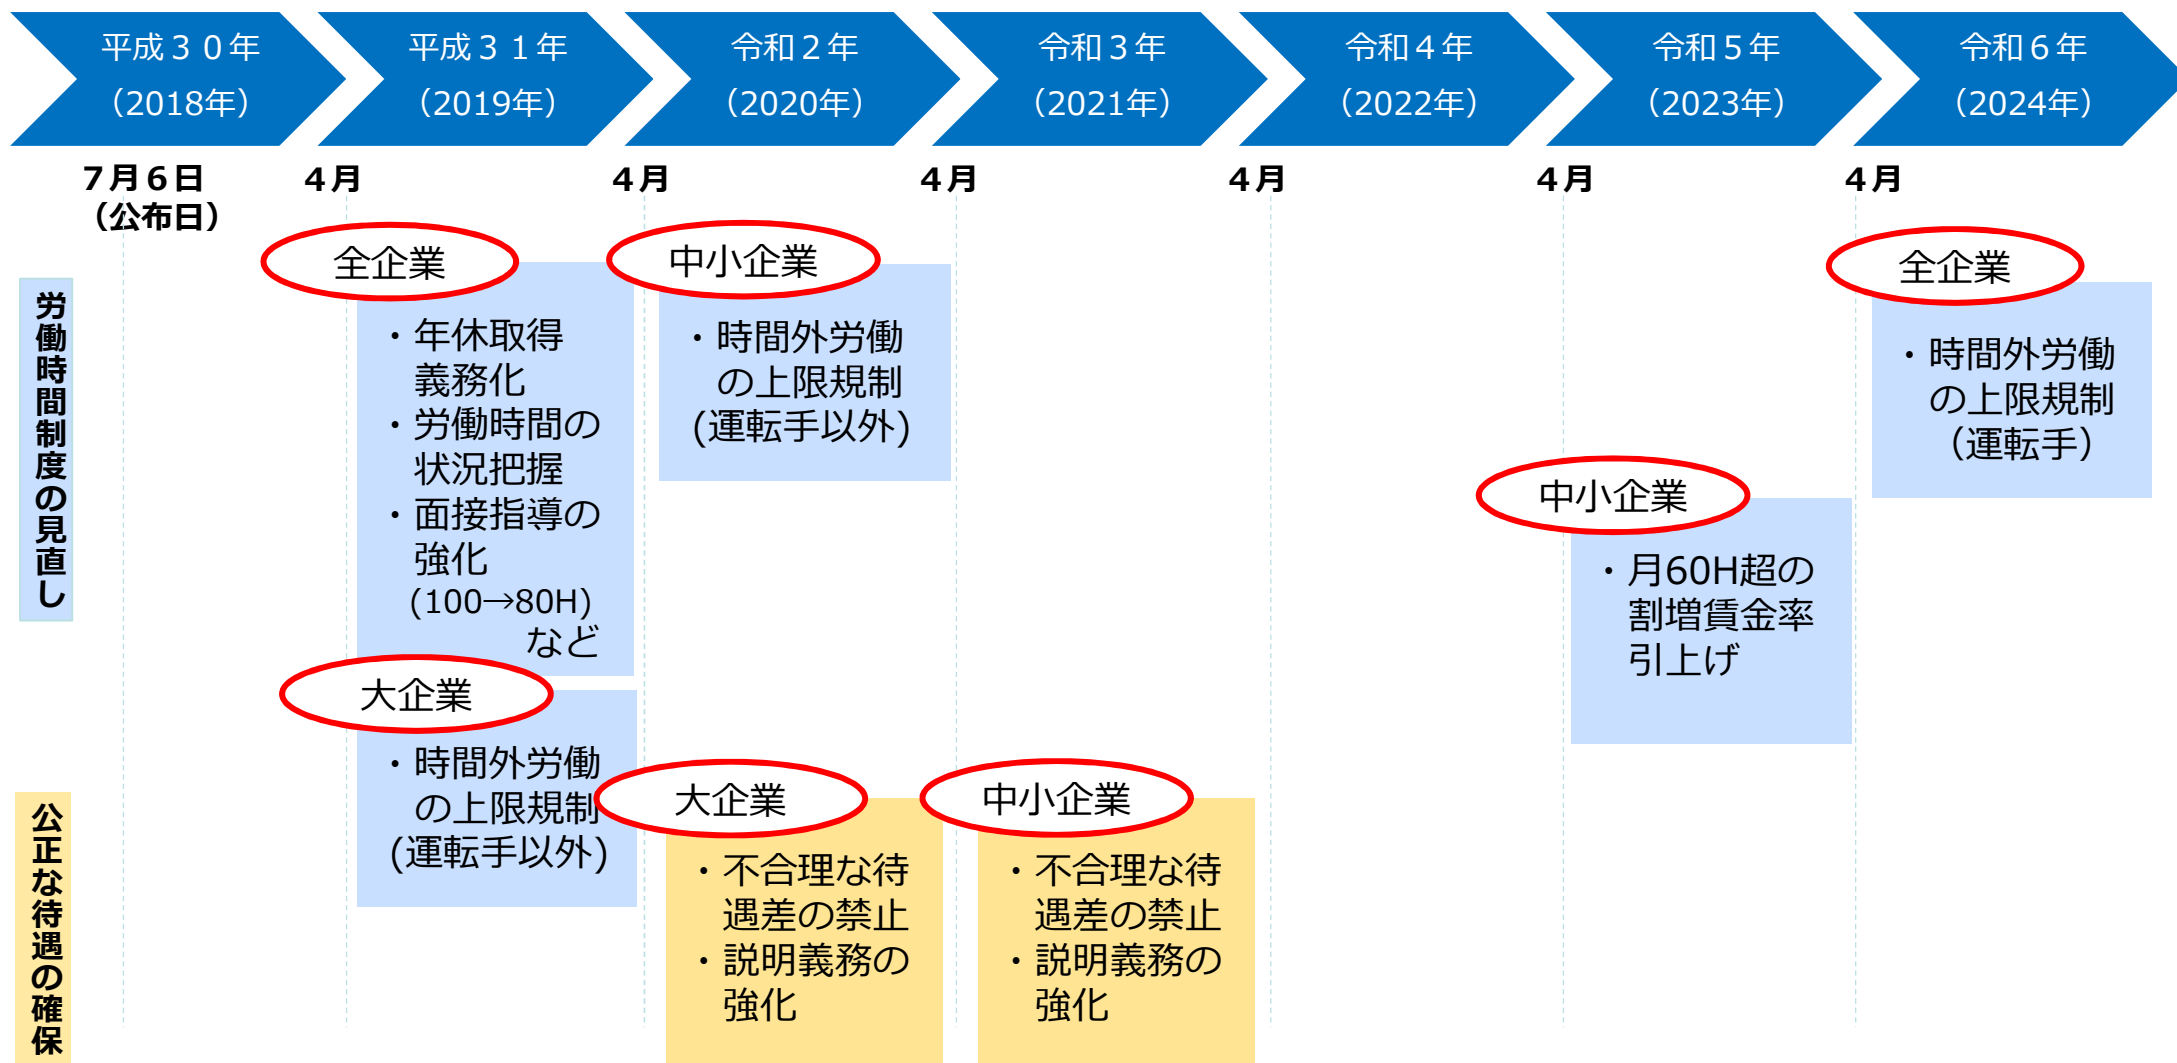 平成３０年
（2018年）
平成３１年
（2019年）
令和２年
（2020年）
令和３年
（2021年）
令和４年
（2022年）
令和５年
（2023年）
令和６年
（2024年）
７月６日
（公布日）
４月
４月
４月
４月
４月
４月
労働時間制度の見直し
全企業
・年休取得
義務化
・労働時間の
状況把握
・面接指導の
強化
(100→80H)
など
大企業
・時間外労働
の上限規制
(運転手以外)
中小企業
・時間外労働
の上限規制
(運転手以外)
中小企業
・月60H超の
割増賃金率
引上げ
全企業
・時間外労働
の上限規制
（運転手）
公正な待遇の確保
大企業
・不合理な待
遇差の禁止
・説明義務の
強化
中小企業
・不合理な待
遇差の禁止
・説明義務の
強化